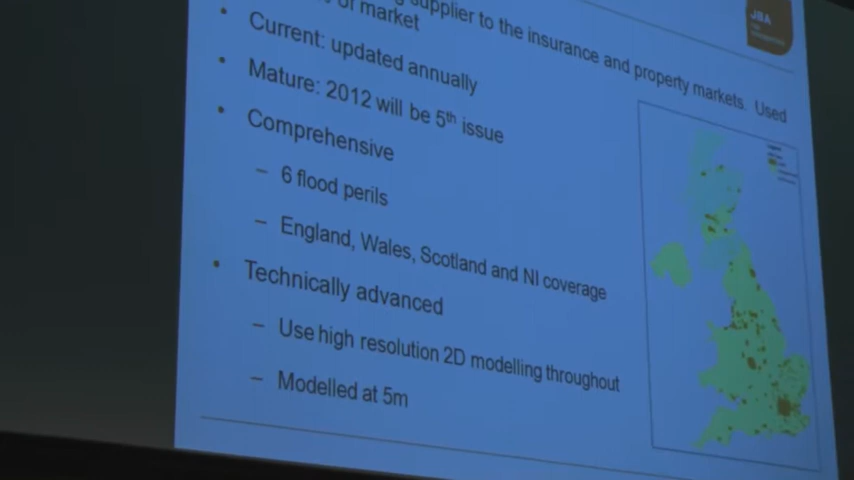 supplier to the insurance and property markets. Used
of market
Current: updated annually
Mature: 2012 will be 5th issue
Comprehensive
– 6 flood perils
– England, Wales, Scotland and NI coverage
Technically advanced
– Use high resolution 2D modelling throughout
– Modelled at 5m
JBA